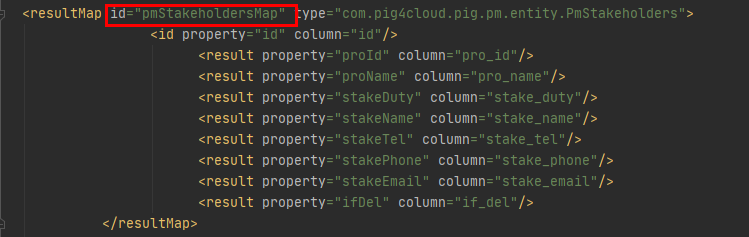 <resultMap id="pmStakeholdersMap" type="com.pig4cloud.pig.pm.entity.PmStakeholders">
<id property="id" column="id"/>
<result property="proId" column="pro_id"/>
<result property="proName" column="pro_name"/>
<result property="stakeDuty" column="stake_duty"/>
<result property="stakeName" column="stake_name"/>
<result property="stakeTel" column="stake_tel"/>
<result property="stakePhone" column="stake_phone"/>
<result property="stakeEmail" column="stake_email"/>
<result property="ifDel" column="if_del"/>
</resultMap>